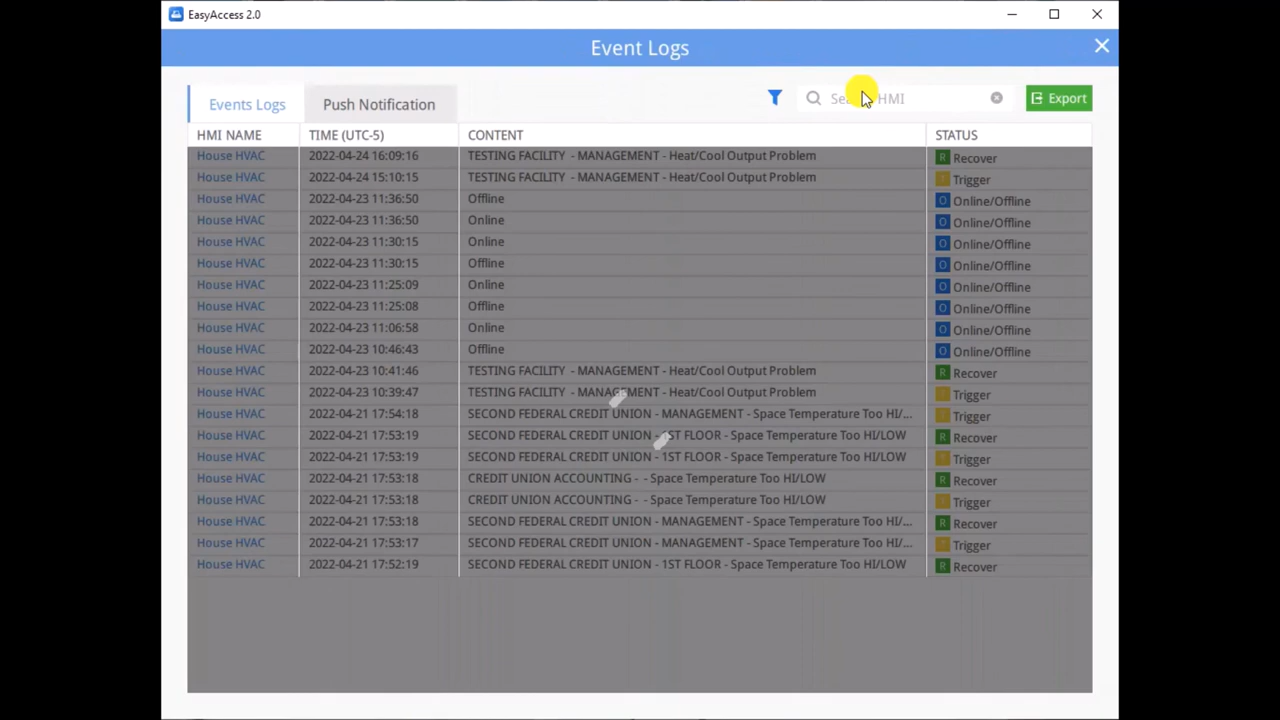 EasyAccess 2.0
Event Logs
Events Logs Push Notification Export
HMI NAME TIME (UTC-5) CONTENT STATUS
House HVAC 2022-04-24 16:09:16 TESTING FACILITY - MANAGEMENT - Heat/Cool Output Problem R Recover
House HVAC 2022-04-24 15:10:15 TESTING FACILITY - MANAGEMENT - Heat/Cool Output Problem Trigger
House HVAC 2022-04-23 11:36:50 Offline O Online/Offline
House HVAC 2022-04-23 11:36:50 Online O Online/Offline
House HVAC 2022-04-23 11:30:15 Online O Online/Offline
House HVAC 2022-04-23 11:30:15 Offline O Online/Offline
House HVAC 2022-04-23 11:25:09 Online O Online/Offline
House HVAC 2022-04-23 11:25:08 Offline O Online/Offline
House HVAC 2022-04-23 11:06:58 Online O Online/Offline
House HVAC 2022-04-23 10:46:43 Offline O Online/Offline
House HVAC 2022-04-23 10:41:46 TESTING FACILITY - MANAGEMENT - Heat/Cool Output Problem R Recover
House HVAC 2022-04-23 10:39:47 TESTING FACILITY - MANAGEMENT - Heat/Cool Output Problem Trigger
House HVAC 2022-04-21 17:54:18 SECOND FEDERAL CREDIT UNION - MANAGEMENT - Space Temperature Too HI/... Trigger
House HVAC 2022-04-21 17:53:19 SECOND FEDERAL CREDIT UNION - 1ST FLOOR - Space Temperature Too HI/LOW R Recover
House HVAC 2022-04-21 17:53:19 SECOND FEDERAL CREDIT UNION - 1ST FLOOR - Space Temperature Too HI/LOW Trigger
House HVAC 2022-04-21 17:53:18 CREDIT UNION ACCOUNTING - - Space Temperature Too HI/LOW R Recover
House HVAC 2022-04-21 17:53:18 CREDIT UNION ACCOUNTING - - Space Temperature Too HI/LOW Trigger
House HVAC 2022-04-21 17:53:18 SECOND FEDERAL CREDIT UNION - MANAGEMENT - Space Temperature Too HI/... R Recover
House HVAC 2022-04-21 17:53:17 SECOND FEDERAL CREDIT UNION - MANAGEMENT - Space Temperature Too HI/... Trigger
House HVAC 2022-04-21 17:52:19 SECOND FEDERAL CREDIT UNION - 1ST FLOOR - Space Temperature Too HI/LOW R Recover